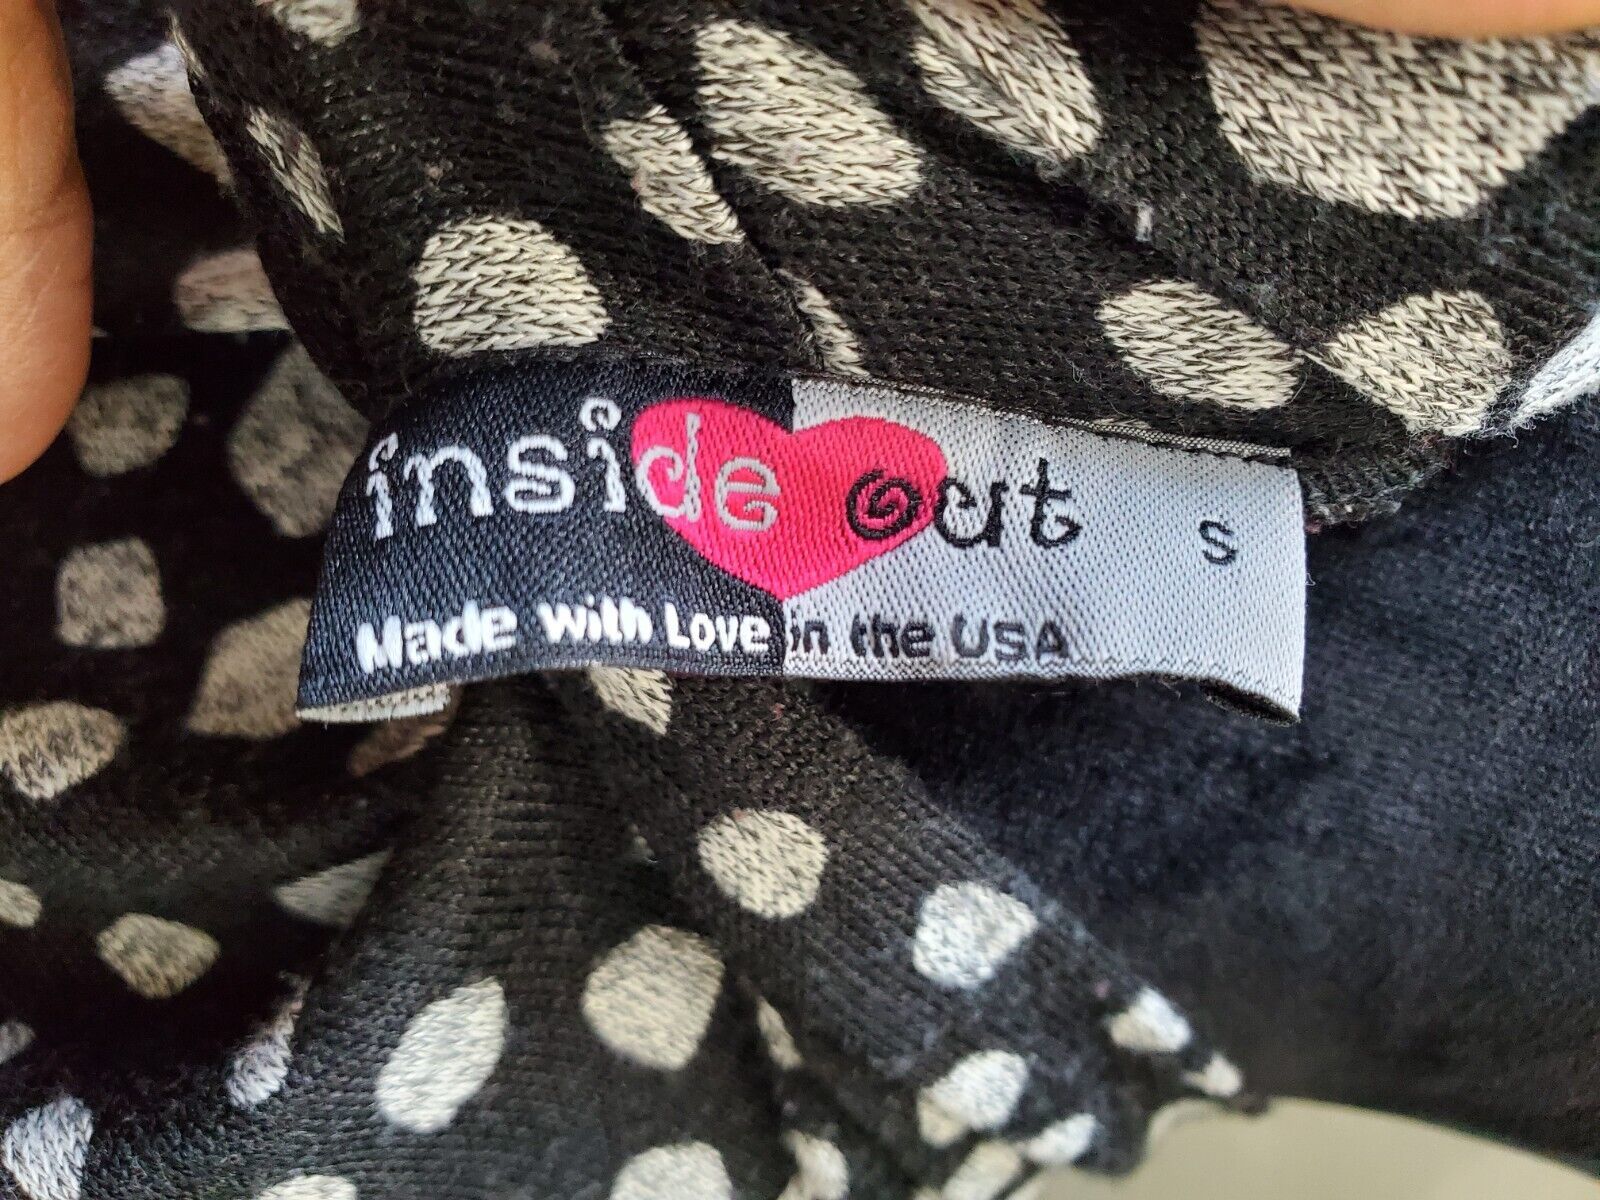 inside out
S
Made with Love in the USA